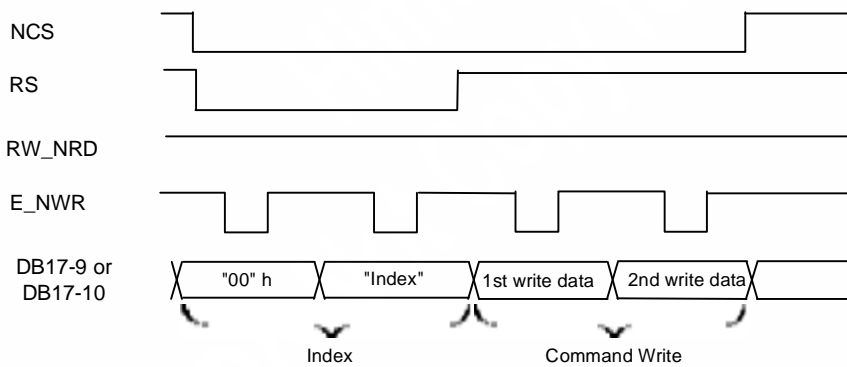 NCS
RS
RW_NRD
E_NWR
DB17-9 or
DB17-10
"00" h
"Index"
1st write data
2nd write data
Index
Command Write